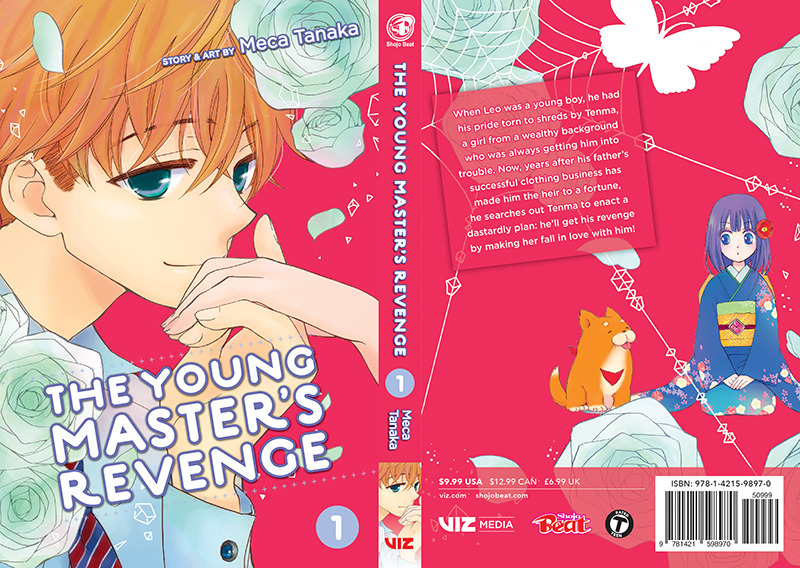 STORY & ART BY Meca Tanaka
THE YOUNG
MASTER'S
REVENGE
1
SB
Shojo Beat
THE YOUNG MASTER'S REVENGE
1
Meca
Tanaka
VIZ
When Leo was a young boy, he had
his pride torn to shreds by Tenma,
a girl from a wealthy background
who was always getting him into
trouble. Now, years after his father's
successful clothing business has
made him the heir to a fortune,
he searches out Tenma to enact a
dastardly plan: he'll get his revenge
by making her fall in love with him!
$9.99 USA $12.99 CAN £6.99 UK
viz.com shojobeat.com
VIZ MEDIA
Shojo
Beat
RATED
T
TEEN
ISBN: 978-1-4215-9897-0
50999
9 781421 598970